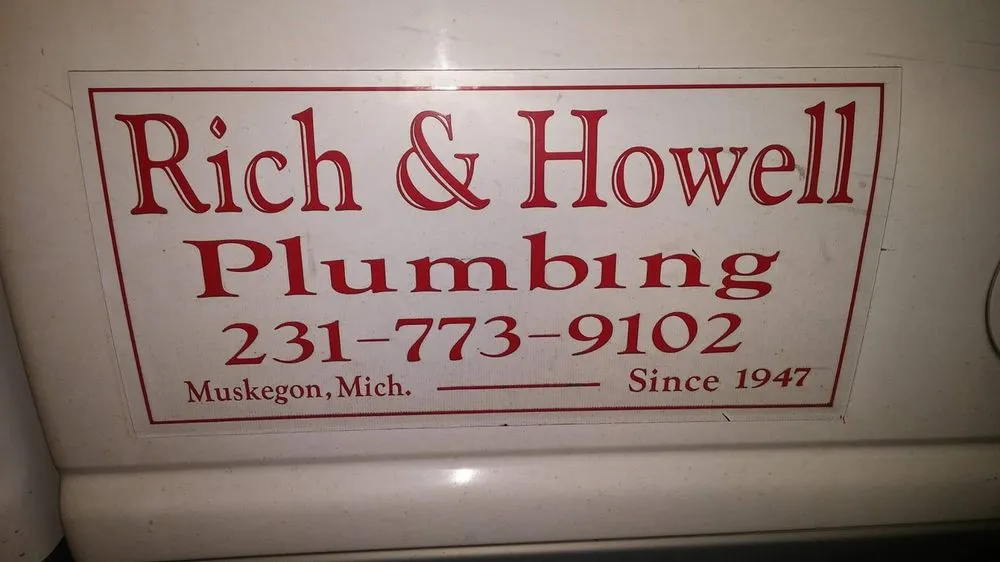 Rich & Howell
Plumbing
231-773-9102
Muskegon, Mich. Since 1947